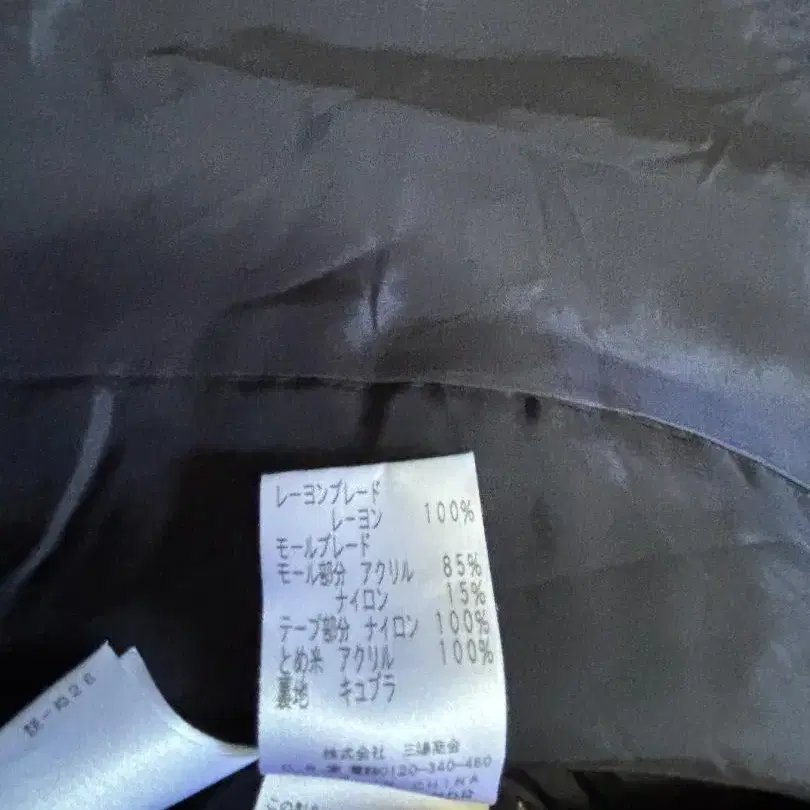 レーヨンブレード
レーヨン 100%
モールブレード
モール部分 アクリル 85%
ナイロン 15%
テープ部分 ナイロン 100%
とめ糸 アクリル 100%
裏地 キュプラ
株式会社 三陽商会
0120-340-460
CHINA